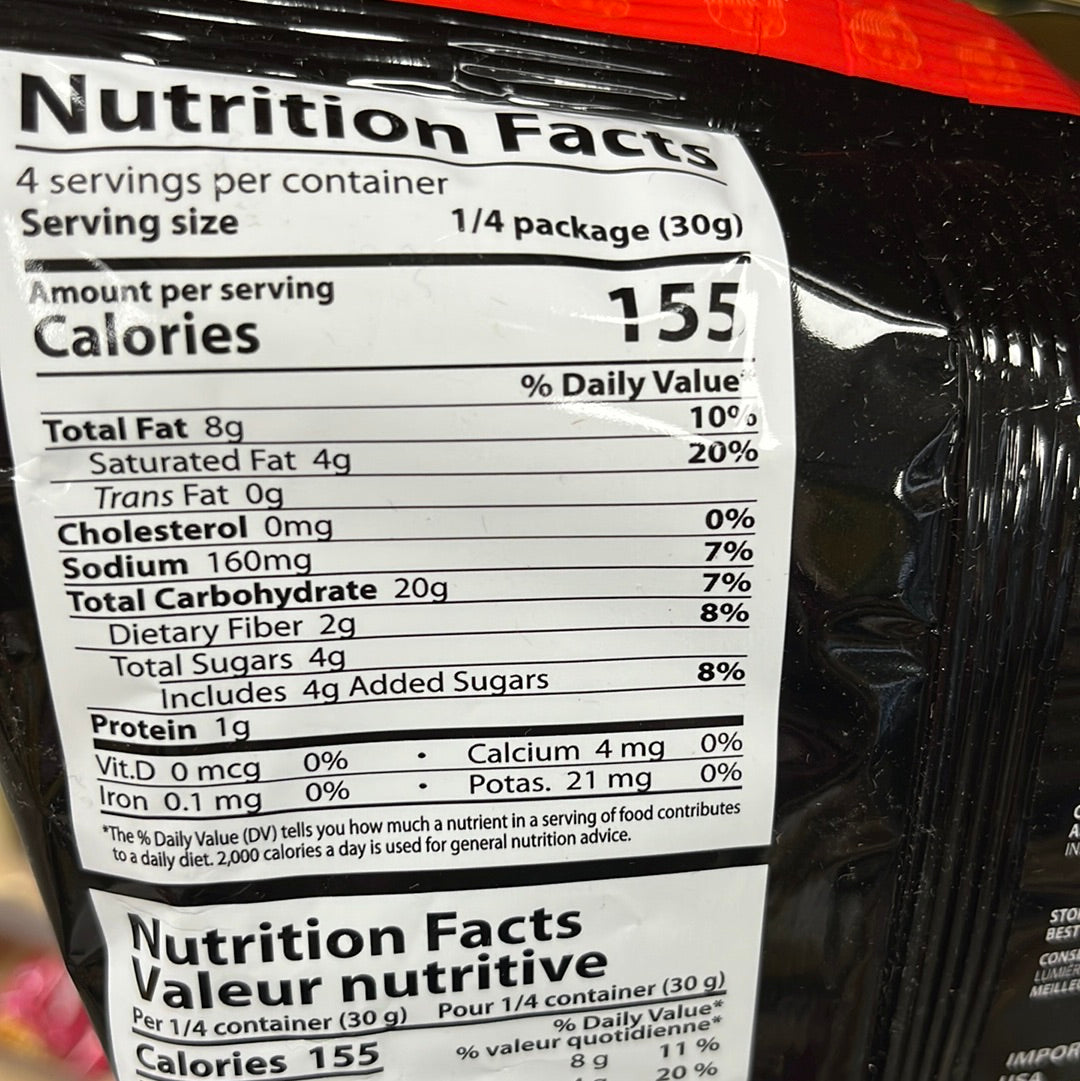 Nutrition Facts
4 servings per container
Serving size 1/4 package (30g)
Amount per serving
Calories 155
% Daily Value*
Total Fat 8g 10%
Saturated Fat 4g 20%
Trans Fat 0g
Cholesterol 0mg 0%
Sodium 160mg 7%
Total Carbohydrate 20g 7%
Dietary Fiber 2g 8%
Total Sugars 4g
Includes 4g Added Sugars 8%
Protein 1g
Vit.D 0 mcg 0% • Calcium 4 mg 0%
Iron 0.1 mg 0% • Potas. 21 mg 0%
*The % Daily Value (DV) tells you how much a nutrient in a serving of food contributes
to a daily diet. 2,000 calories a day is used for general nutrition advice.
Nutrition Facts
Valeur nutritive
Per 1/4 container (30 g) Pour 1/4 container (30 g)
Calories 155
% Daily Value*
% valeur quotidienne*
8 g 11 %
20 %
BEST